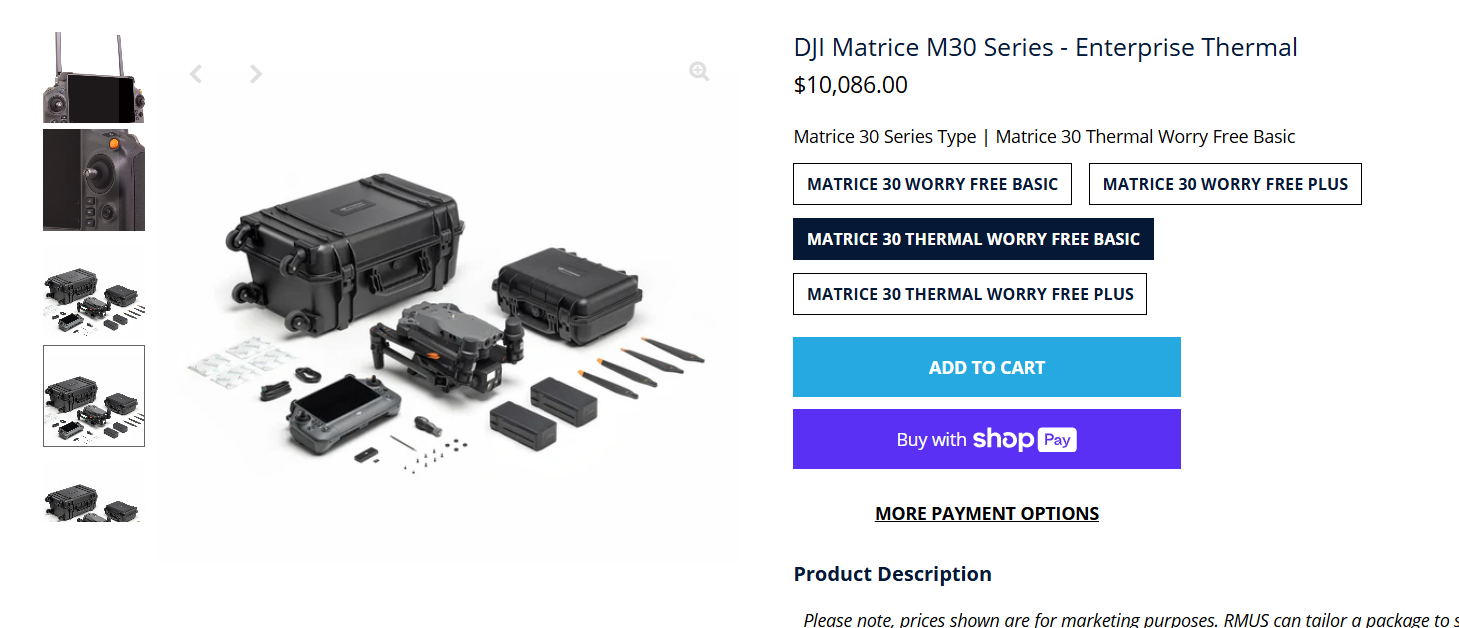 DJI Matrice M30 Series - Enterprise Thermal
$10,086.00
Matrice 30 Series Type | Matrice 30 Thermal Worry Free Basic
MATRICE 30 WORRY FREE BASIC
MATRICE 30 WORRY FREE PLUS
MATRICE 30 THERMAL WORRY FREE BASIC
MATRICE 30 THERMAL WORRY FREE PLUS
ADD TO CART
Buy with shop Pay
MORE PAYMENT OPTIONS
Product Description
Please note, prices shown are for marketing purposes. RMUS can tailor a package to s